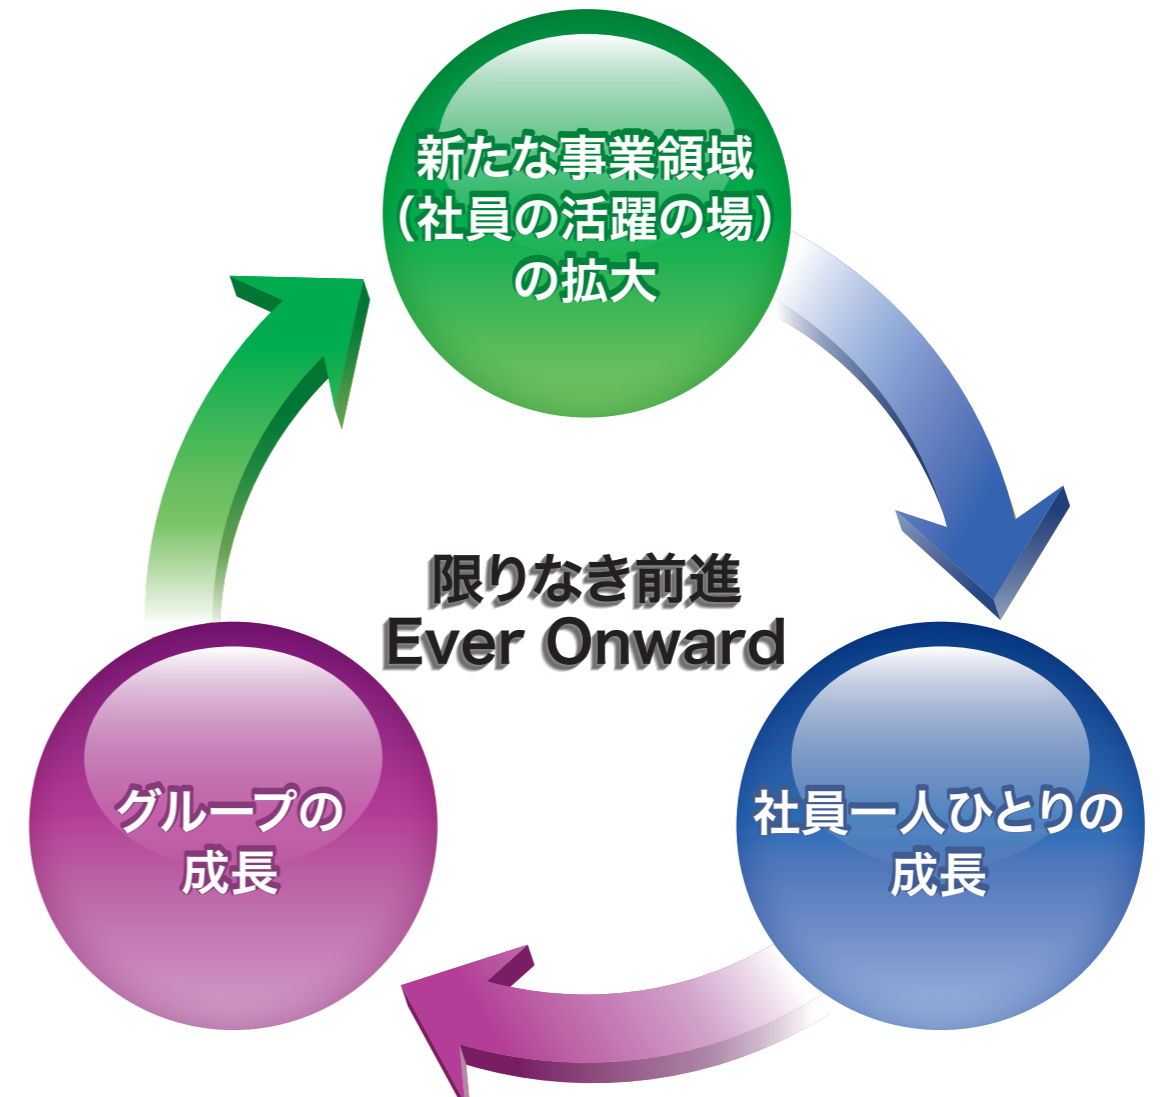 新たな事業領域
（社員の活躍の場）
の拡大
限りなき前進
Ever Onward
グループの
成長
社員一人ひとりの
成長